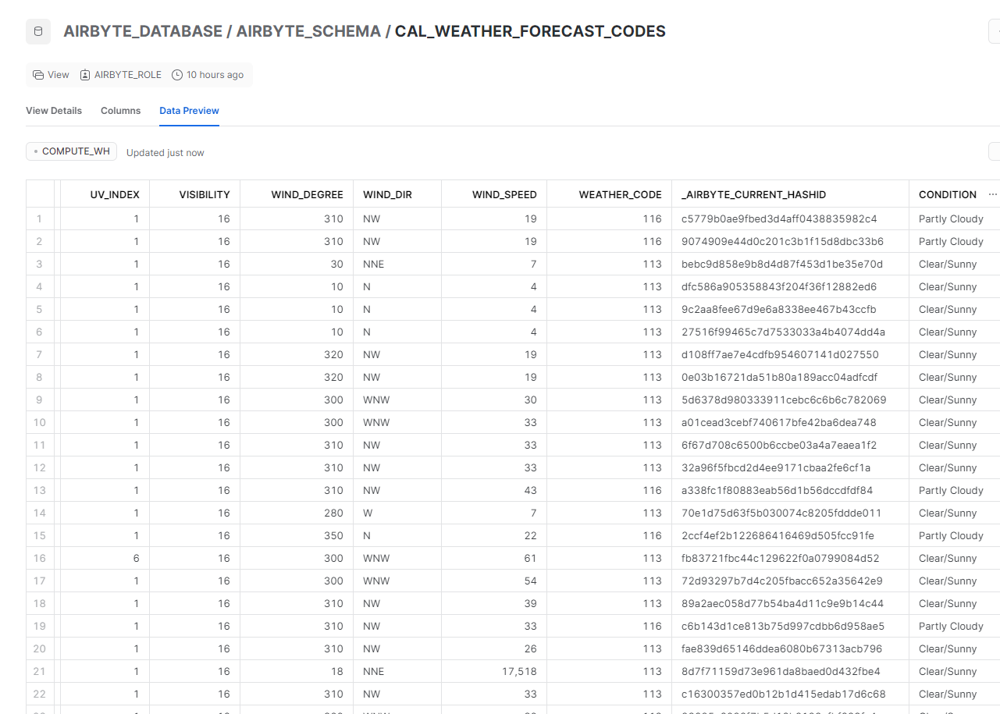 AIRBYTE_DATABASE / AIRBYTE_SCHEMA / CAL_WEATHER_FORECAST_CODES
View AIRBYTE_ROLE 10 hours ago
View Details Columns Data Preview
COMPUTE_WH Updated just now
UV_INDEX VISIBILITY WIND_DEGREE WIND_DIR WIND_SPEED WEATHER_CODE _AIRBYTE_CURRENT_HASHID CONDITION ...
1 1 16 310 NW 19 116 c5779b0ae9fbed3d4aff0438835982c4 Partly Cloudy
2 1 16 310 NW 19 116 9074909e44d0c201c3b1f15d8dbc33b6 Partly Cloudy
3 1 16 30 NNE 7 113 bebc9d858e9b8d4d87f453d1be35e70d Clear/Sunny
4 1 16 10 N 4 113 dfc586a905358843f204f36f12882ed6 Clear/Sunny
5 1 16 10 N 4 113 9c2aa8fee67d9e6a8338ee467b43ccfb Clear/Sunny
6 1 16 10 N 4 113 27516f99465c7d7533033a4b4074dd4a Clear/Sunny
7 1 16 320 NW 19 113 d108ff7ae7e4cdfb954607141d027550 Clear/Sunny
8 1 16 320 NW 19 113 0e03b16721da51b80a189acc04adfcdf Clear/Sunny
9 1 16 300 WNW 30 113 5d6378d980333911cebc6c6b6c782069 Clear/Sunny
10 1 16 300 WNW 33 113 a01cead3cebf740617bfe42ba6dea748 Clear/Sunny
11 1 16 310 NW 33 113 6f67d708c6500b6ccbe03a4a7eaea1f2 Clear/Sunny
12 1 16 310 NW 33 113 32a96f5fbcd2d4ee9171cbaa2fe6cf1a Clear/Sunny
13 1 16 310 NW 43 116 a338fc1f80883eab56d1b56dccdfdf84 Partly Cloudy
14 1 16 280 W 7 113 70e1d75d63f5b030074c8205fddde011 Clear/Sunny
15 1 16 350 N 22 116 2ccf4ef2b122686416469d505fcc91fe Partly Cloudy
16 6 16 300 WNW 61 113 fb83721fbc44c129622f0a0799084d52 Clear/Sunny
17 1 16 300 WNW 54 113 72d93297b7d4c205fbacc652a35642e9 Clear/Sunny
18 1 16 310 NW 39 113 89a2aec058d77b54ba4d11c9e9b14c44 Clear/Sunny
19 1 16 310 NW 33 116 c6b143d1ce813b75d997cdbb6d958ae5 Partly Cloudy
20 1 16 310 NW 26 113 fae839d65146ddea6080b67313acb796 Clear/Sunny
21 1 16 18 NNE 17,518 113 8d7f71159d73e961da8baed0d432fbe4 Clear/Sunny
22 1 16 310 NW 33 113 c16300357ed0b12b1d415edab17d6c68 Clear/Sunny